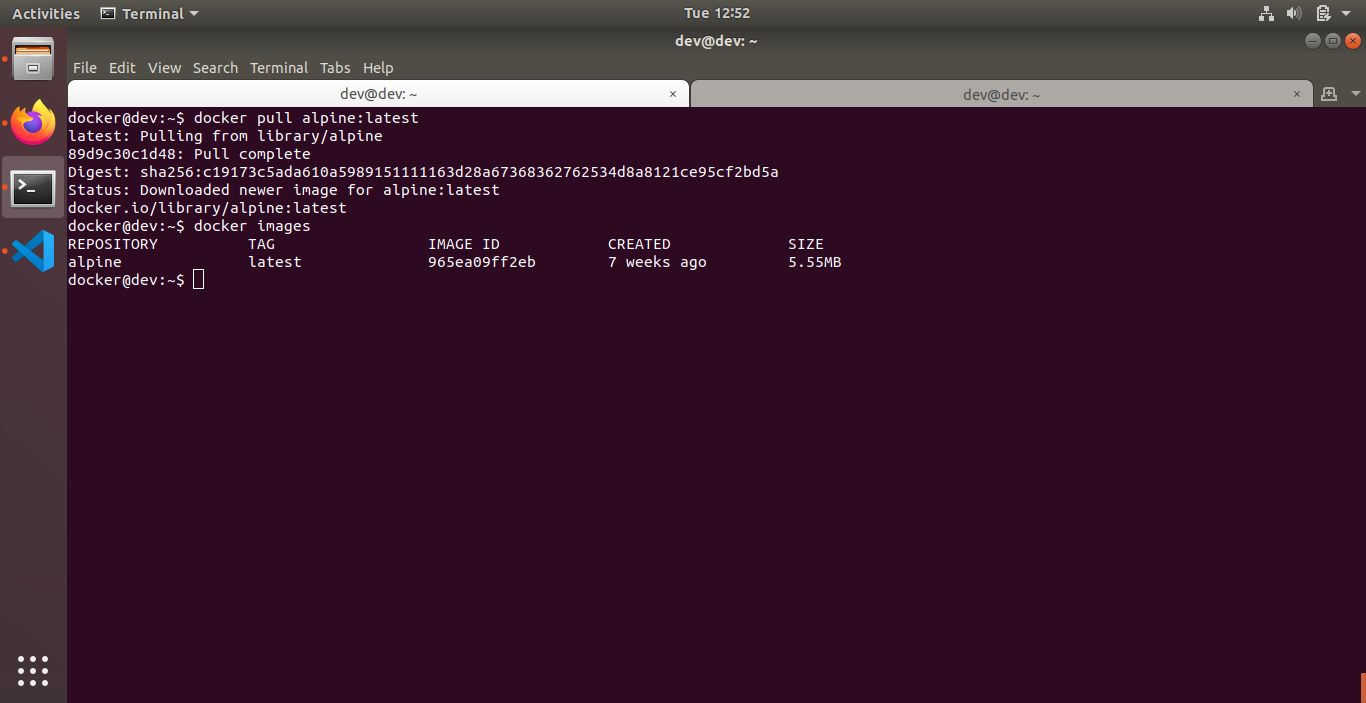 Activities Terminal Tue 12:52
dev@dev: ~
File Edit View Search Terminal Tabs Help
dev@dev: ~ × dev@dev: ~ ×
docker@dev:~$ docker pull alpine:latest
latest: Pulling from library/alpine
89d9c30c1d48: Pull complete
Digest: sha256:c19173c5ada610a5989151111163d28a67368362762534d8a8121ce95cf2bd5a
Status: Downloaded newer image for alpine:latest
docker.io/library/alpine:latest
docker@dev:~$ docker images
REPOSITORY TAG IMAGE ID CREATED SIZE
alpine latest 965ea09ff2eb 7 weeks ago 5.55MB
docker@dev:~$